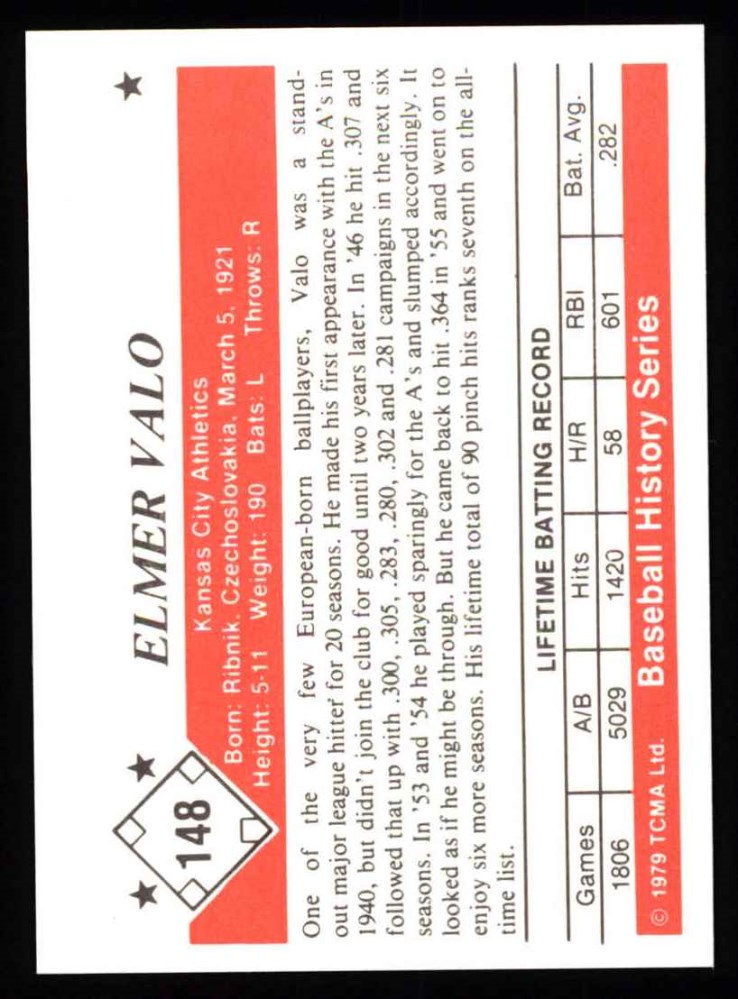 148
ELMER VALO
Kansas City Athletics
Born: Ribnik, Czechoslovakia, March 5, 1921
Height: 5-11 Weight: 190 Bats: L Throws: R
One of the very few European-born ballplayers, Valo was a stand-
out major league hitter for 20 seasons. He made his first appearance with the A's in
1940, but didn't join the club for good until two years later. In '46 he hit .307 and
followed that up with .300, .305, .283, .280, .302 and .281 campaigns in the next six
seasons. In '53 and '54 he played sparingly for the A's and slumped accordingly. It
looked as if he might be through. But he came back to hit .364 in '55 and went on to
enjoy six more seasons. His lifetime total of 90 pinch hits ranks seventh on the all-
time list.
LIFETIME BATTING RECORD
Games A/B Hits H/R RBI Bat. Avg.
1806 5029 1420 58 601 .282
© 1979 TCMA Ltd. Baseball History Series